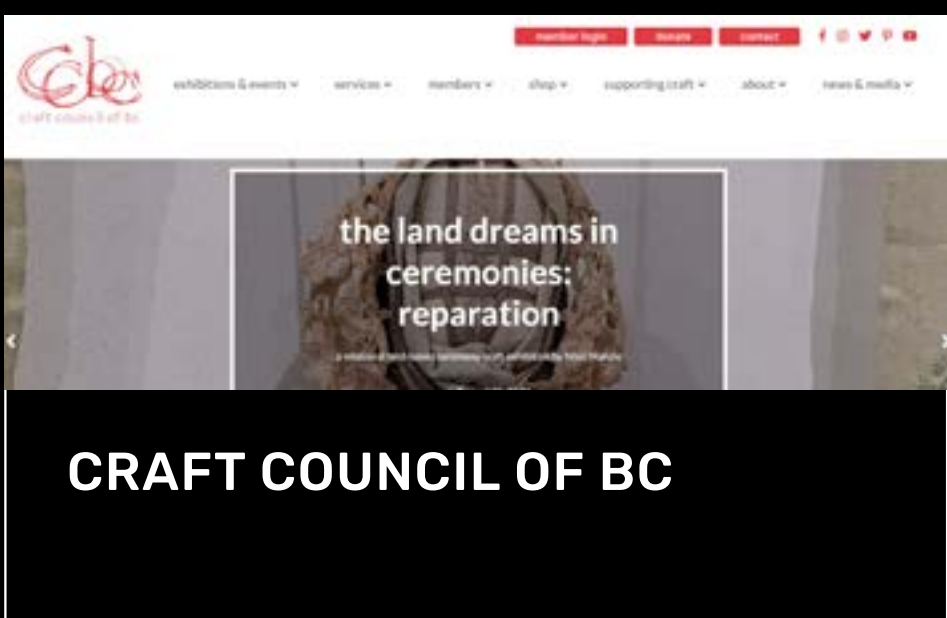 member login donate contact
exhibitions & events services members shop supporting craft about news & media
craft council of bc
the land dreams in
ceremonies:
reparation
CRAFT COUNCIL OF BC